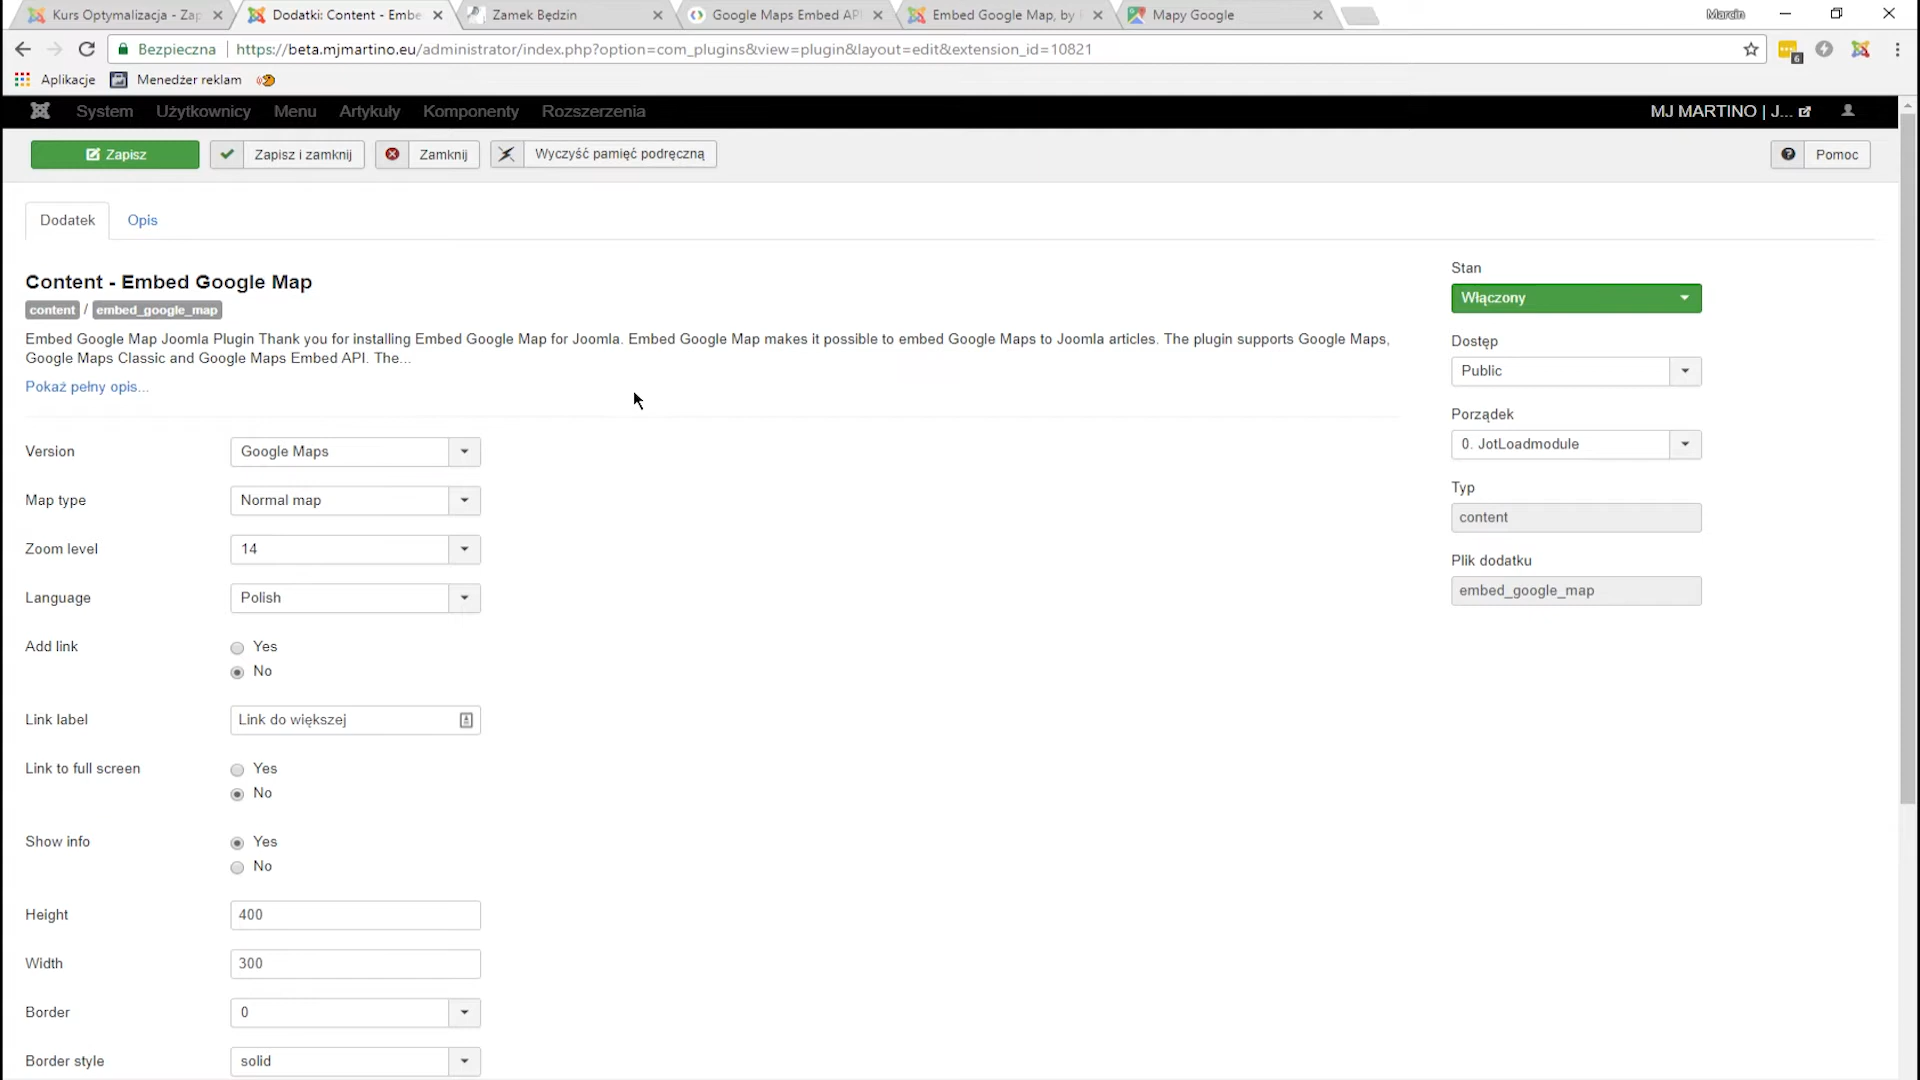 Kurs Optymalizacja - Zap
Dodatki: Content - Embe
Zamek Będzin
Google Maps Embed AP
Embed Google Map, by
Mapy Google
Marcin
Bezpieczna
https://beta.mjmartino.eu/administrator/index.php?option=com_plugins&view=plugin&layout=edit&extension_id=10821
6
Aplikacje
Menedżer reklam
System
Użytkownicy
Menu
Artykuły
Komponenty
Rozszerzenia
MJ MARTINO | J...
Zapisz
Zapisz i zamknij
Zamknij
Wyczyść pamięć podręczną
Pomoc
Dodatek
Opis
Content - Embed Google Map
content / embed_google_map
Embed Google Map Joomla Plugin Thank you for installing Embed Google Map for Joomla. Embed Google Map makes it possible to embed Google Maps to Joomla articles. The plugin supports Google Maps,
Google Maps Classic and Google Maps Embed API. The...
Pokaż pełny opis...
Version
Google Maps
Map type
Normal map
Zoom level
14
Language
Polish
Add link
Yes
No
Link label
Link do większej
Link to full screen
Yes
No
Show info
Yes
No
Height
400
Width
300
Border
0
Border style
solid
Stan
Włączony
Dostęp
Public
Porządek
0. JotLoadmodule
Typ
content
Plik dodatku
embed_google_map